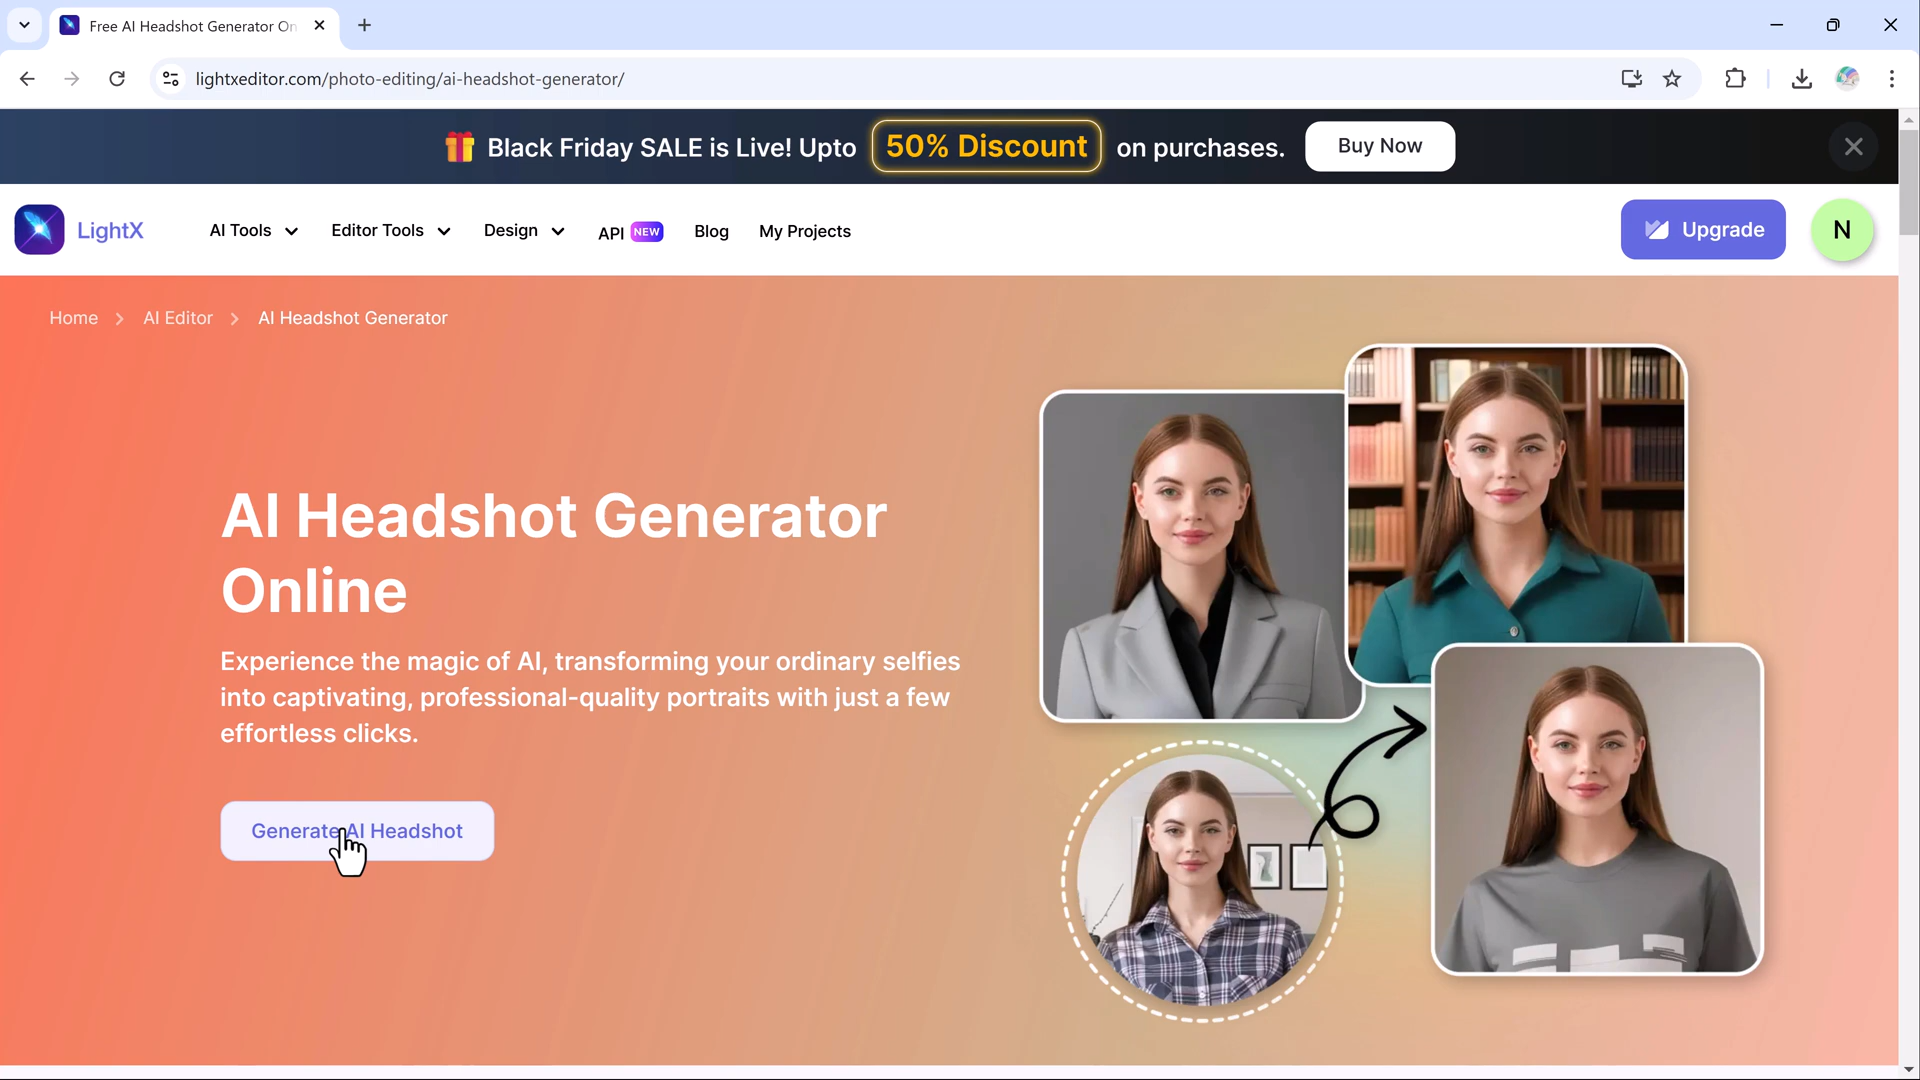 Free AI Headshot Generator On
lightxeditor.com/photo-editing/ai-headshot-generator/
Black Friday SALE is Live! Upto 50% Discount on purchases. Buy Now
LightX AI Tools Editor Tools Design API NEW Blog My Projects Upgrade N
Home > AI Editor > AI Headshot Generator
AI Headshot Generator
Online
Experience the magic of AI, transforming your ordinary selfies
into captivating, professional-quality portraits with just a few
effortless clicks.
Generate AI Headshot